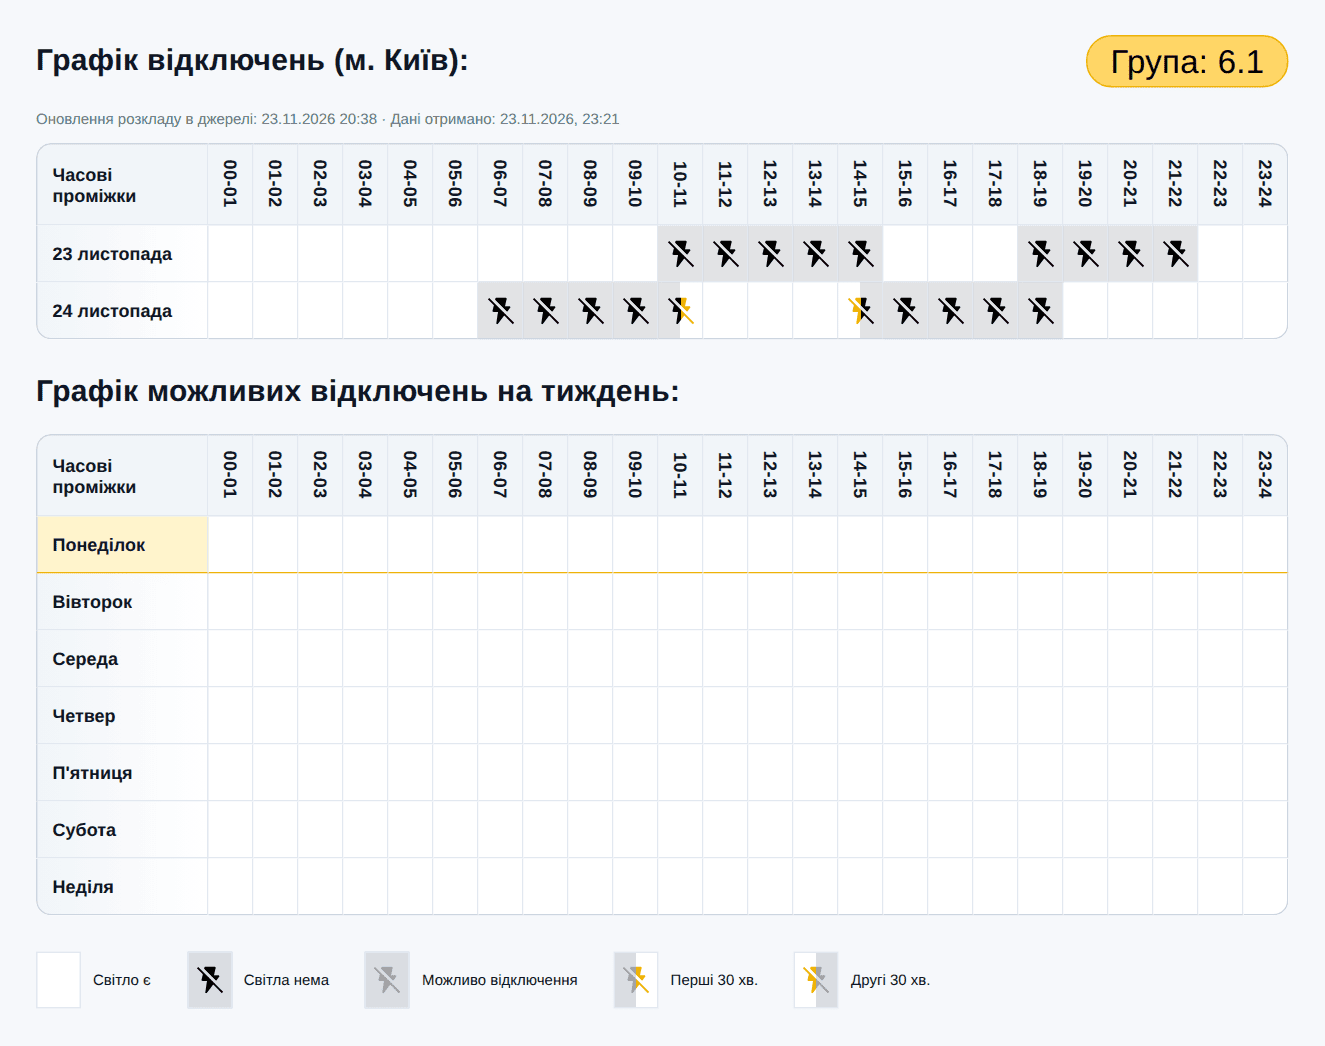 Графік відключень (м. Київ):
Група: 6.1
Оновлення розкладу в джерелі: 23.11.2026 20:38 · Дані отримано: 23.11.2026, 23:21
Часові проміжки 00-01 01-02 02-03 03-04 04-05 05-06 06-07 07-08 08-09 09-10 10-11 11-12 12-13 13-14 14-15 15-16 16-17 17-18 18-19 19-20 20-21 21-22 22-23 23-24
23 листопада
24 листопада
Графік можливих відключень на тиждень:
Часові проміжки 00-01 01-02 02-03 03-04 04-05 05-06 06-07 07-08 08-09 09-10 10-11 11-12 12-13 13-14 14-15 15-16 16-17 17-18 18-19 19-20 20-21 21-22 22-23 23-24
Понеділок
Вівторок
Середа
Четвер
П'ятниця
Субота
Неділя
Світло є Світла нема Можливо відключення Перші 30 хв. Другі 30 хв.